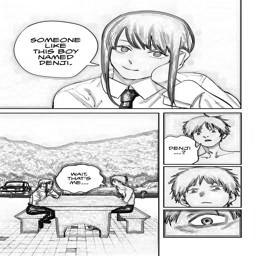 SOMEONE
LIKE
THIS BOY
NAMED
DENJI.
DENJI
...?
WAIT,
THAT'S
ME...